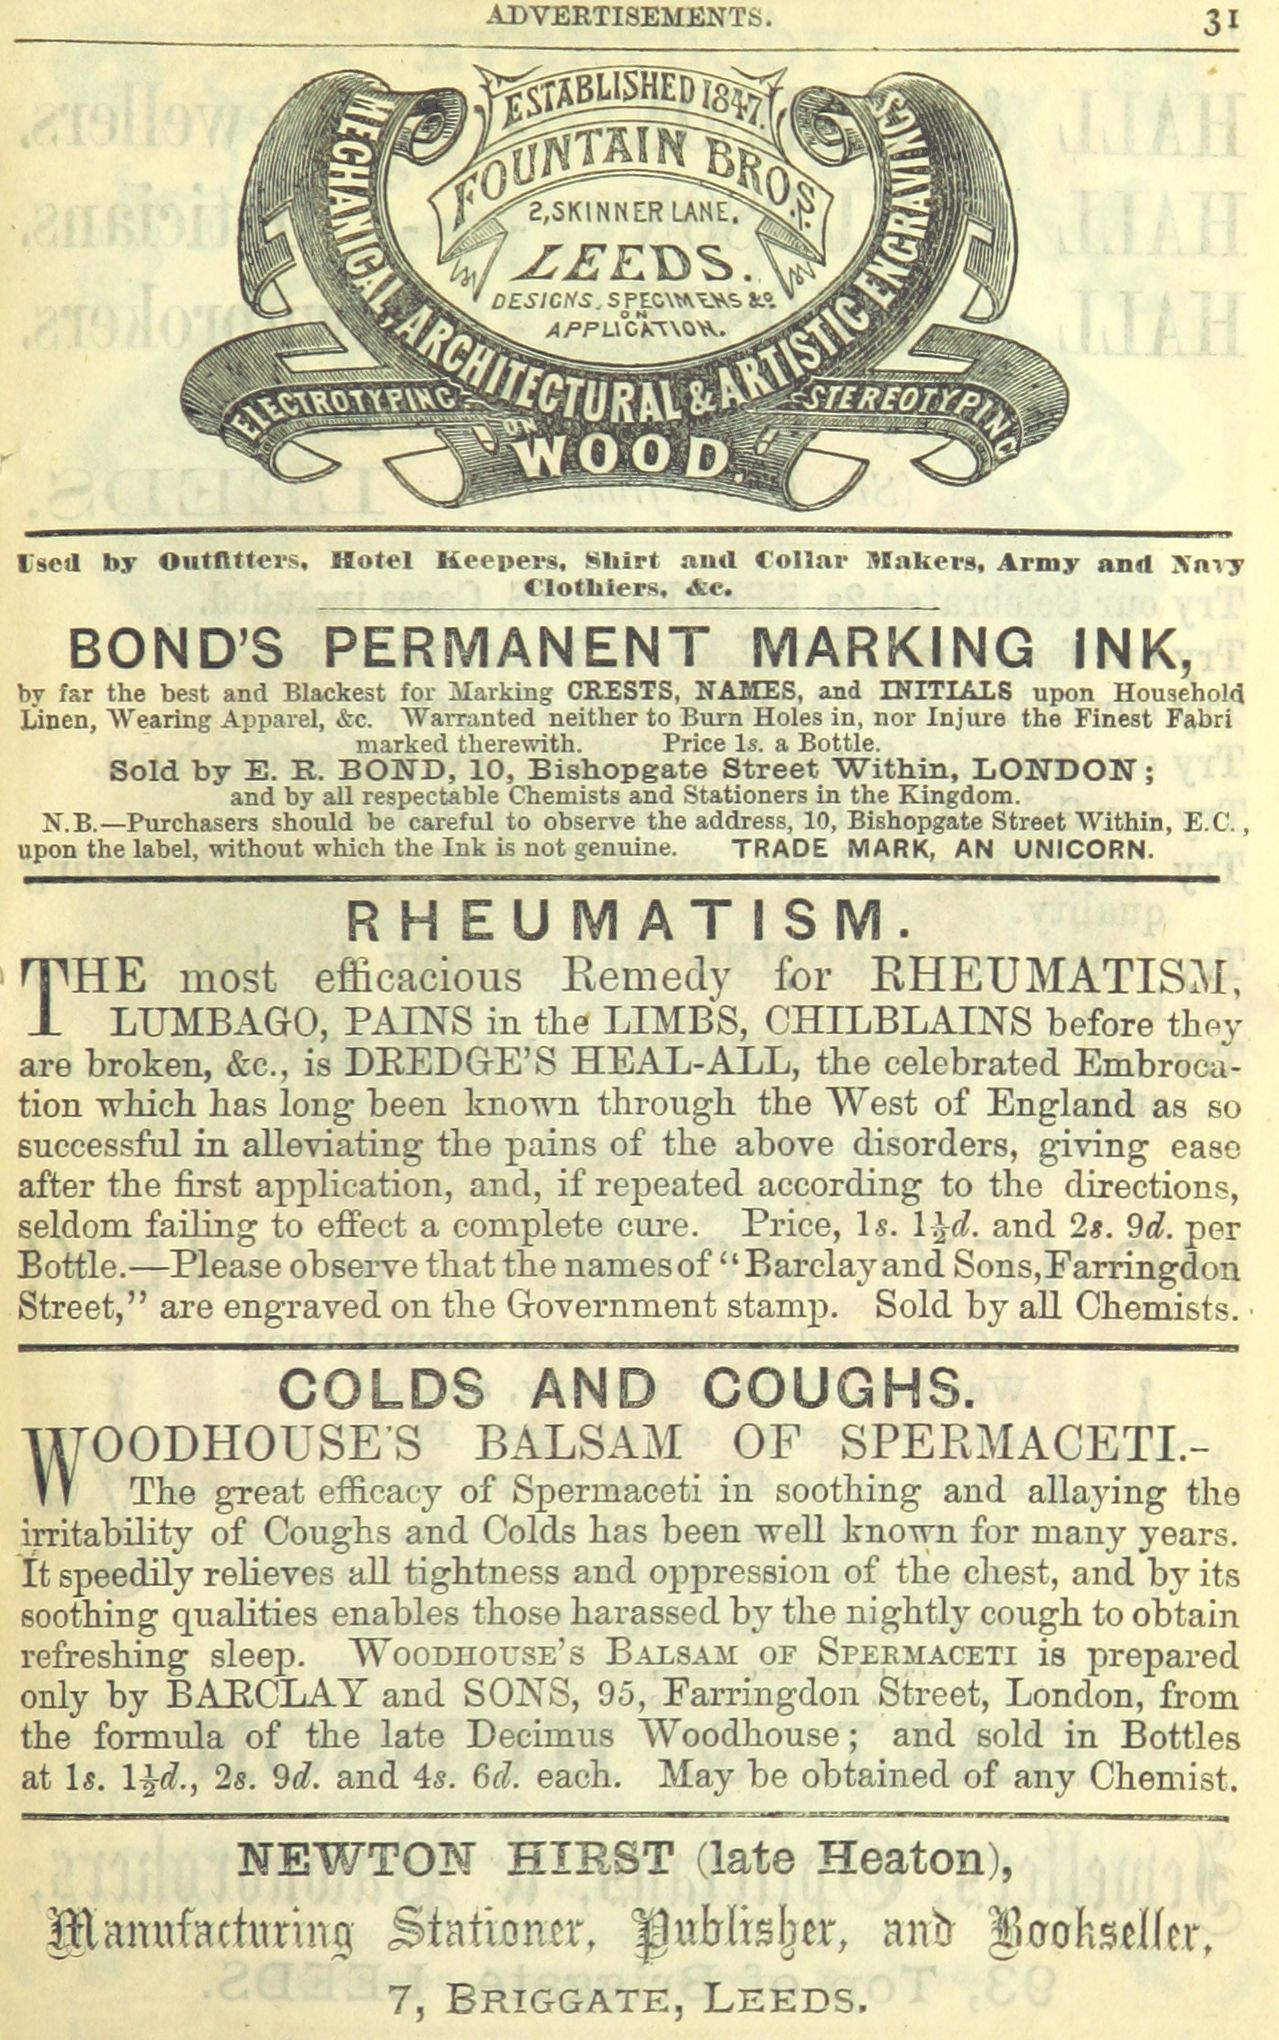 ADVERTISEMENTS.
31
ESTABLISHED 1847.
FOUNTAIN BROS.
2, SKINNER LANE,
LEEDS.
DESIGNS, SPECIMENS &c
ON
APPLICATION.
MECHANICAL, ARCHITECTURAL & ARTISTIC ENGRAVINGS
ELECTROTYPING
STEREOTYPING
ON
WOOD.
Used by Outfitters, Hotel Keepers, Shirt and Collar Makers, Army and Navy
Clothiers, &c.
BOND'S PERMANENT MARKING INK,
by far the best and Blackest for Marking CRESTS, NAMES, and INITIALS upon Household
Linen, Wearing Apparel, &c. Warranted neither to Burn Holes in, nor Injure the Finest Fabri
marked therewith. Price 1s. a Bottle.
Sold by E. R. BOND, 10, Bishopgate Street Within, LONDON;
and by all respectable Chemists and Stationers in the Kingdom.
N.B.—Purchasers should be careful to observe the address, 10, Bishopgate Street Within, E.C.,
upon the label, without which the Ink is not genuine. TRADE MARK, AN UNICORN.
RHEUMATISM.
THE most efficacious Remedy for RHEUMATISM,
LUMBAGO, PAINS in the LIMBS, CHILBLAINS before they
are broken, &c., is DREDGE'S HEAL-ALL, the celebrated Embroca-
tion which has long been known through the West of England as so
successful in alleviating the pains of the above disorders, giving ease
after the first application, and, if repeated according to the directions,
seldom failing to effect a complete cure. Price, 1s. 1½d. and 2s. 9d. per
Bottle.—Please observe that the names of "Barclay and Sons, Farringdon
Street," are engraved on the Government stamp. Sold by all Chemists.
COLDS AND COUGHS.
WOODHOUSE'S BALSAM OF SPERMACETI.-
The great efficacy of Spermaceti in soothing and allaying the
irritability of Coughs and Colds has been well known for many years.
It speedily relieves all tightness and oppression of the chest, and by its
soothing qualities enables those harassed by the nightly cough to obtain
refreshing sleep. WOODHOUSE'S BALSAM OF SPERMACETI is prepared
only by BARCLAY and SONS, 95, Farringdon Street, London, from
the formula of the late Decimus Woodhouse; and sold in Bottles
at 1s. 1½d., 2s. 9d. and 4s. 6d. each. May be obtained of any Chemist.
NEWTON HIRST (late Heaton),
Manufacturing Stationer, Publisher, and Bookseller,
7, BRIGGATE, LEEDS.